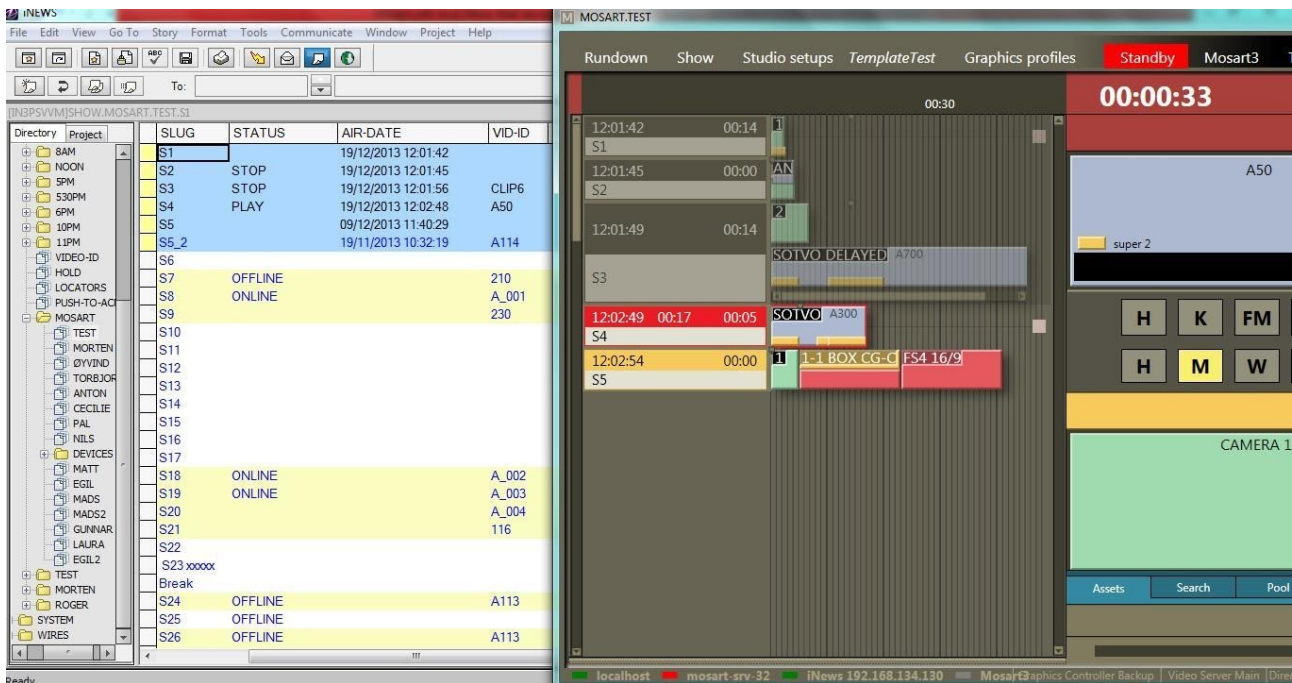 iNEWS
File Edit View Go To Story Format Tools Communicate Window Project Help
ABC
To:
[IN3PSVVM]SHOW.MOSART.TEST.S1
Directory Project
SLUG STATUS AIR-DATE VID-ID
8AM
NOON
5PM
530PM
6PM
10PM
11PM
VIDEO-ID
HOLD
LOCATORS
PUSH-TO-ACT
MOSART
TEST
MORTEN
ØYVIND
TORBJOR
ANTON
CECILIE
PAL
NILS
DEVICES
MATT
EGIL
MADS
MADS2
GUNNAR
LAURA
EGIL2
TEST
MORTEN
ROGER
SYSTEM
WIRES
S1 19/12/2013 12:01:42
S2 STOP 19/12/2013 12:01:45
S3 STOP 19/12/2013 12:01:56 CLIP6
S4 PLAY 19/12/2013 12:02:48 A50
S5 09/12/2013 11:40:29
S5_2 19/11/2013 10:32:19 A114
S6
S7 OFFLINE 210
S8 ONLINE A_001
S9 230
S10
S11
S12
S13
S14
S15
S16
S17
S18 ONLINE A_002
S19 ONLINE A_003
S20 A_004
S21 116
S22
S23 xxxxx
Break
S24 OFFLINE A113
S25 OFFLINE
S26 OFFLINE A113
Ready
M MOSART.TEST
Rundown Show Studio setups TemplateTest Graphics profiles Standby Mosart3
00:30
00:00:33
12:01:42 00:14 1
S1
12:01:45 00:00 AN
S2
12:01:49 00:14 2
SOTVO DELAYED A700
S3
12:02:49 00:17 00:05 SOTVO A300
S4
12:02:54 00:00 1 1-1 BOX CG-C FS4 16/9
S5
A50
super 2
H K FM
H M W
CAMERA 1
Assets Search Pool
localhost mosart-srv-32 iNews 192.168.134.130 Mosart3 Graphics Controller Backup Video Server Main